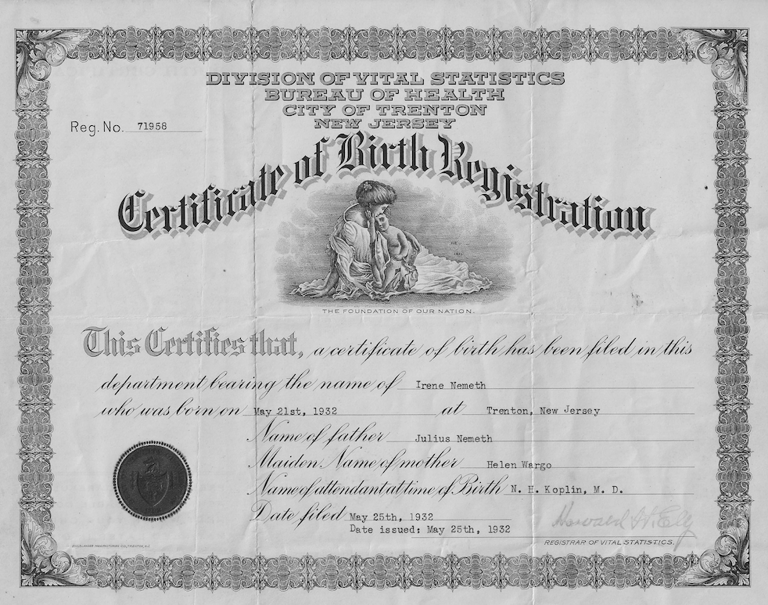 DIVISION OF VITAL STATISTICS
BUREAU OF HEALTH
CITY OF TRENTON
NEW JERSEY
Reg. No. 71958
Certificate of Birth Registration
THE FOUNDATION OF OUR NATION.
This Certifies that, a certificate of birth has been filed in this
department bearing the name of Irene Nemeth
who was born on May 21st, 1932 at Trenton, New Jersey
Name of father Julius Nemeth
Maiden Name of mother Helen Wargo
Name of attendant at time of Birth N. H. Koplin, M. D.
Date filed May 25th, 1932
Date issued: May 25th, 1932
REGISTRAR OF VITAL STATISTICS.